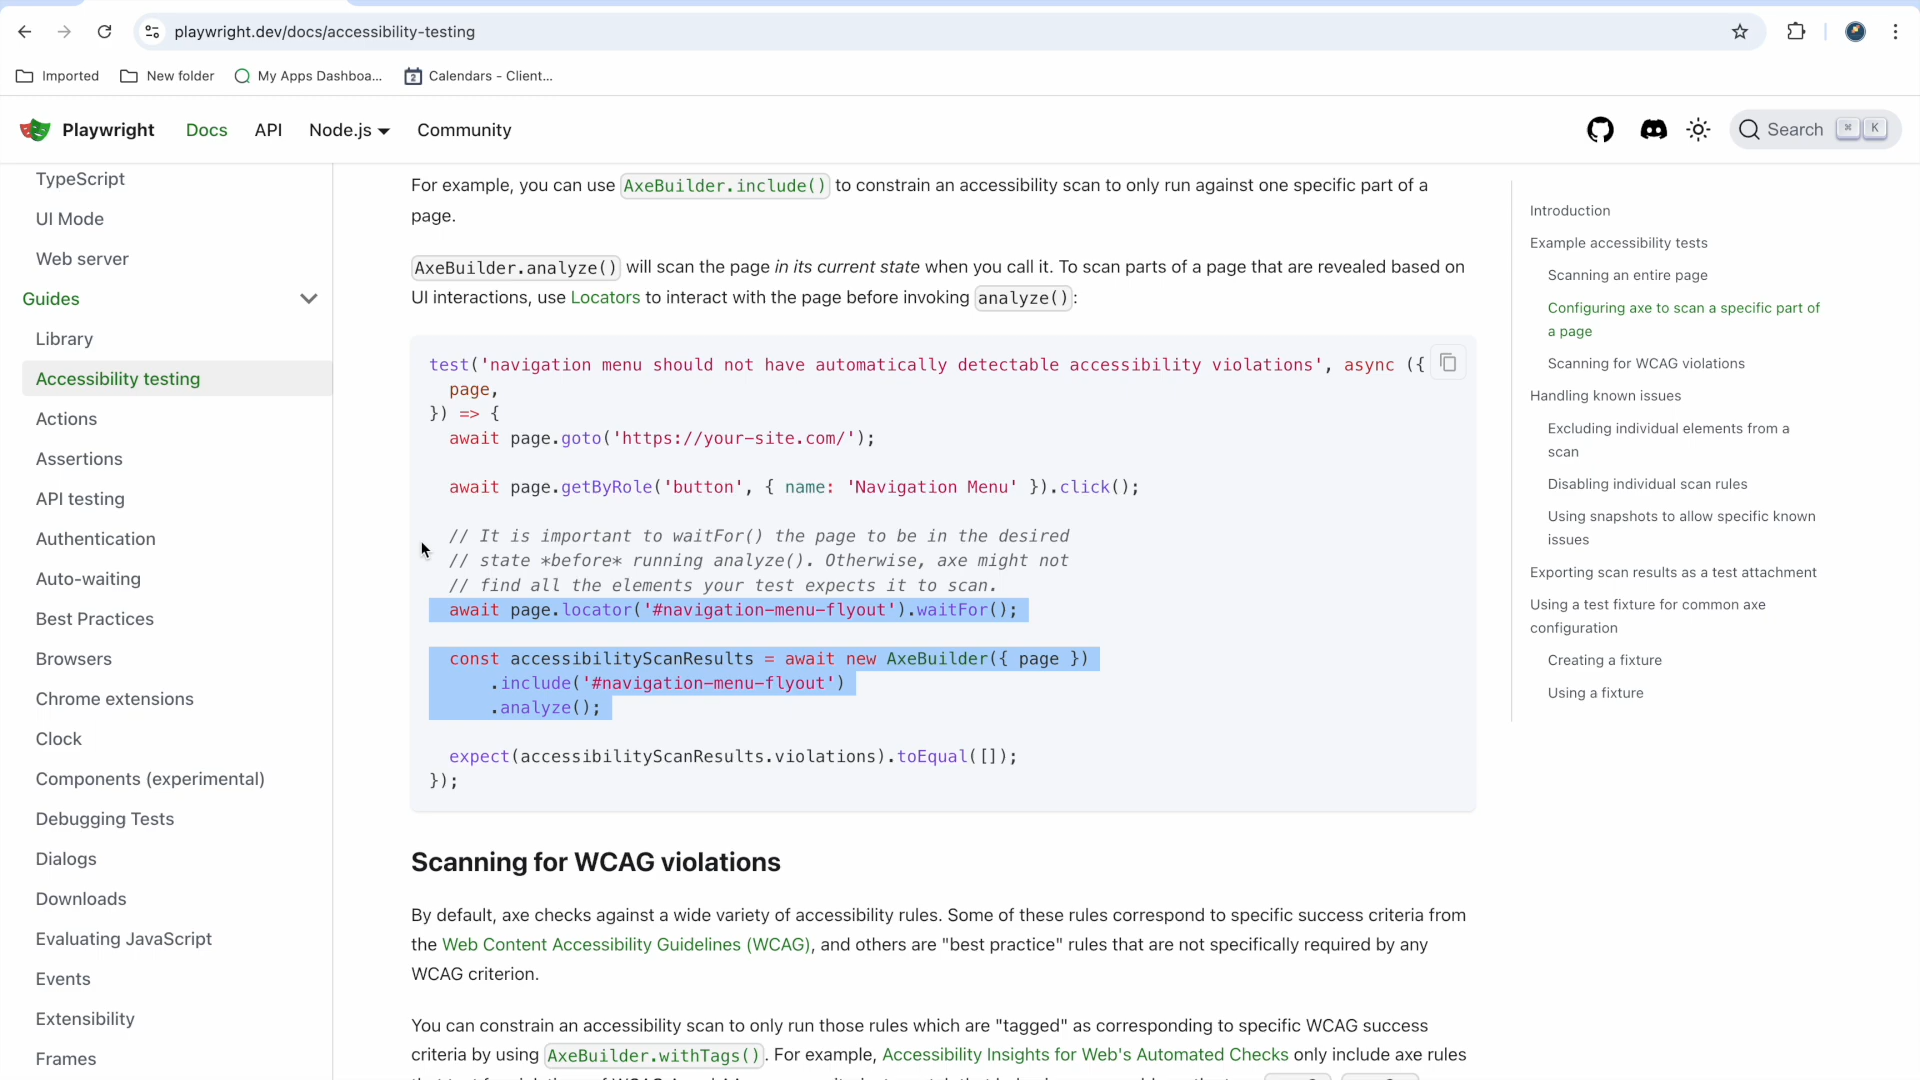 playwright.dev/docs/accessibility-testing
Imported
New folder
My Apps Dashboa...
2
Calendars - Client...
Playwright
Docs
API
Node.js
Community
Search
⌘
K
TypeScript
UI Mode
Web server
Guides
Library
Accessibility testing
Actions
Assertions
API testing
Authentication
Auto-waiting
Best Practices
Browsers
Chrome extensions
Clock
Components (experimental)
Debugging Tests
Dialogs
Downloads
Evaluating JavaScript
Events
Extensibility
Frames
For example, you can use AxeBuilder.include() to constrain an accessibility scan to only run against one specific part of a
page.
AxeBuilder.analyze() will scan the page in its current state when you call it. To scan parts of a page that are revealed based on
UI interactions, use Locators to interact with the page before invoking analyze():
test('navigation menu should not have automatically detectable accessibility violations', async ({
page,
}) => {
await page.goto('https://your-site.com/');
await page.getByRole('button', { name: 'Navigation Menu' }).click();
// It is important to waitFor() the page to be in the desired
// state *before* running analyze(). Otherwise, axe might not
// find all the elements your test expects it to scan.
await page.locator('#navigation-menu-flyout').waitFor();
const accessibilityScanResults = await new AxeBuilder({ page })
.include('#navigation-menu-flyout')
.analyze();
expect(accessibilityScanResults.violations).toEqual([]);
});
Scanning for WCAG violations
By default, axe checks against a wide variety of accessibility rules. Some of these rules correspond to specific success criteria from
the Web Content Accessibility Guidelines (WCAG), and others are "best practice" rules that are not specifically required by any
WCAG criterion.
You can constrain an accessibility scan to only run those rules which are "tagged" as corresponding to specific WCAG success
criteria by using AxeBuilder.withTags(). For example, Accessibility Insights for Web's Automated Checks only include axe rules
Introduction
Example accessibility tests
Scanning an entire page
Configuring axe to scan a specific part of
a page
Scanning for WCAG violations
Handling known issues
Excluding individual elements from a
scan
Disabling individual scan rules
Using snapshots to allow specific known
issues
Exporting scan results as a test attachment
Using a test fixture for common axe
configuration
Creating a fixture
Using a fixture